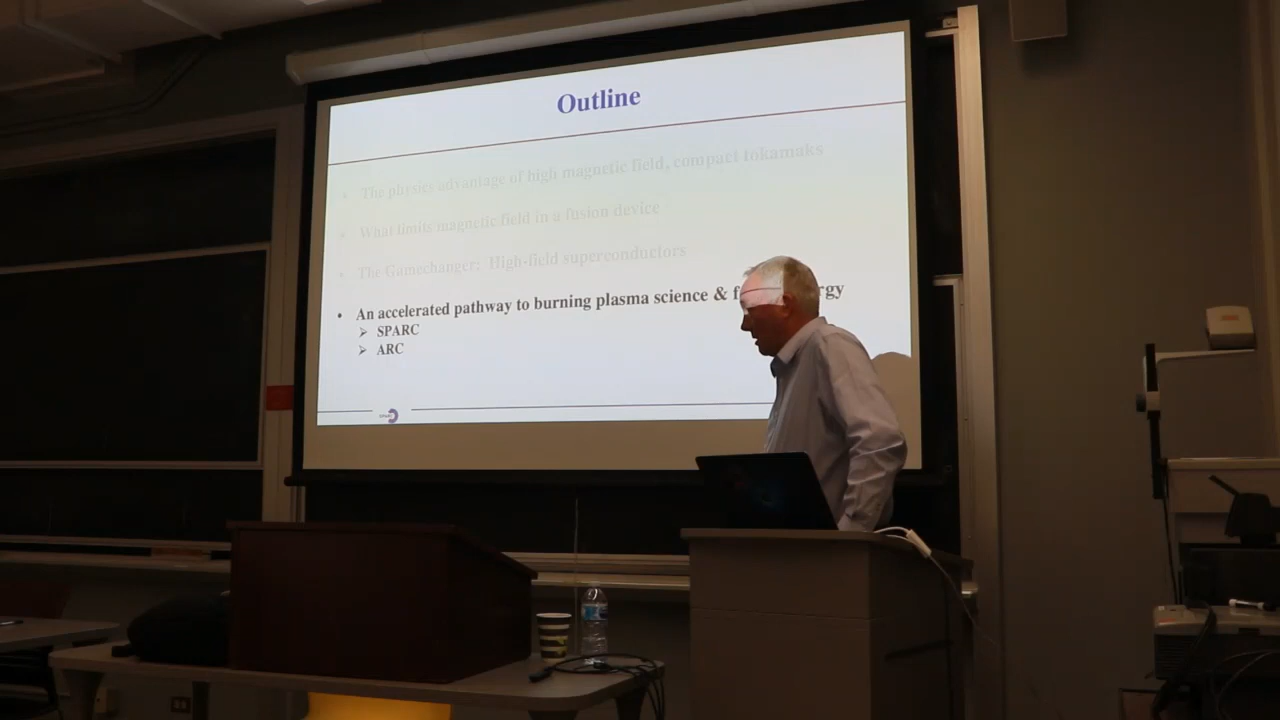 Outline
• The physics advantage of high magnetic field, compact tokamaks
• What limits magnetic field in a fusion device
• The Gamechanger: High-field superconductors
• An accelerated pathway to burning plasma science & f rgy
➢ SPARC
➢ ARC